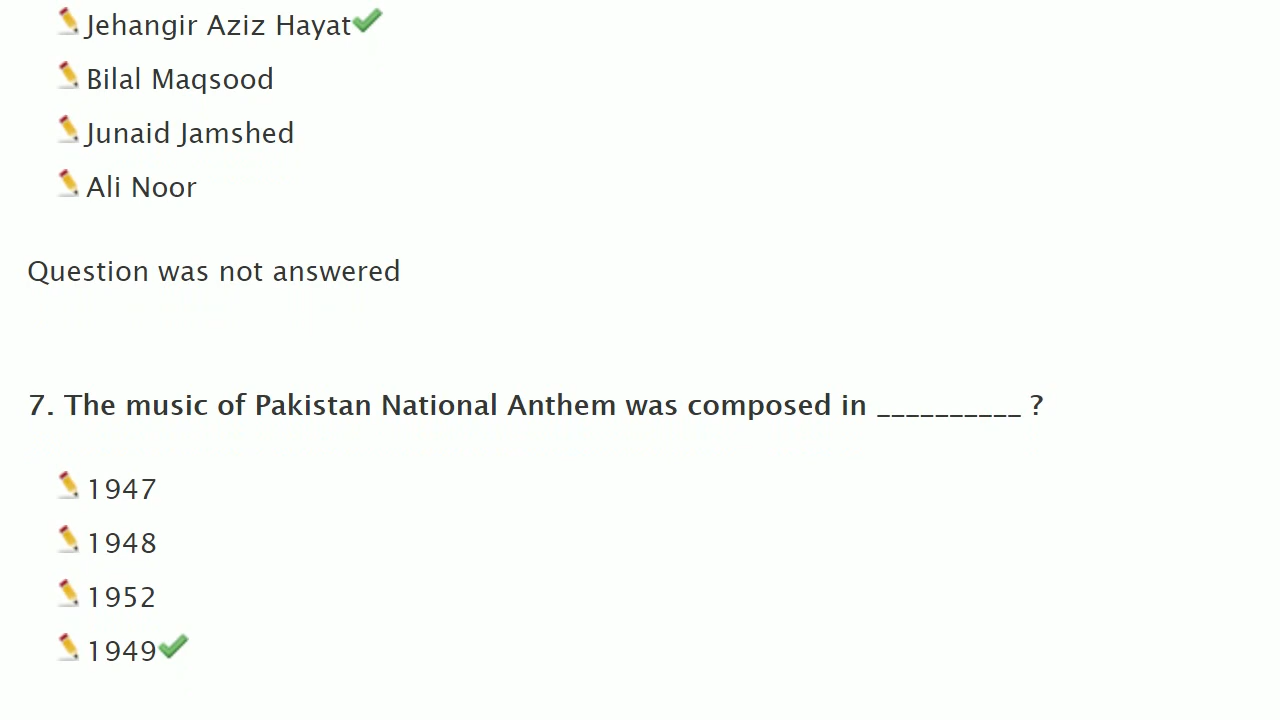 Jehangir Aziz Hayat
Bilal Maqsood
Junaid Jamshed
Ali Noor
Question was not answered
7. The music of Pakistan National Anthem was composed in __________ ?
1947
1948
1952
1949